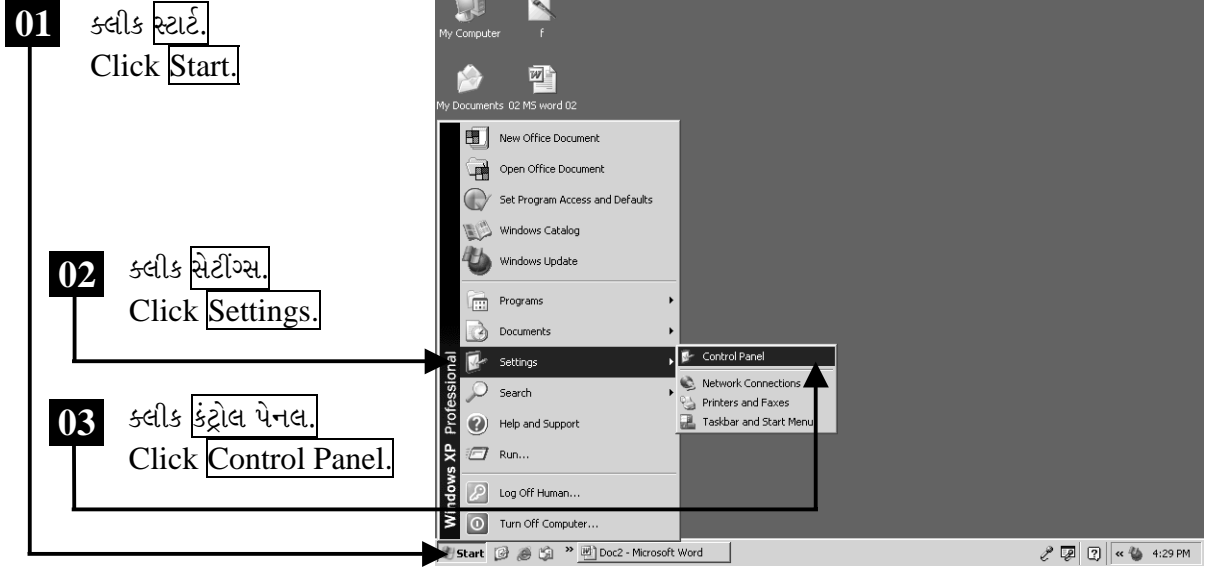 01 ક્લીક સ્ટાર્ટ.
Click Start.
02 ક્લીક સેટીંગ્સ.
Click Settings.
03 ક્લીક કંટ્રોલ પેનલ.
Click Control Panel.
My Computer f
My Documents 02 MS word 02
New Office Document
Open Office Document
Set Program Access and Defaults
Windows Catalog
Windows Update
Programs
Documents
Settings
Search
Help and Support
Run...
Log Off Human...
Turn Off Computer...
Windows XP Professional
Control Panel
Network Connections
Printers and Faxes
Taskbar and Start Menu
Start » Doc2 - Microsoft Word « 4:29 PM